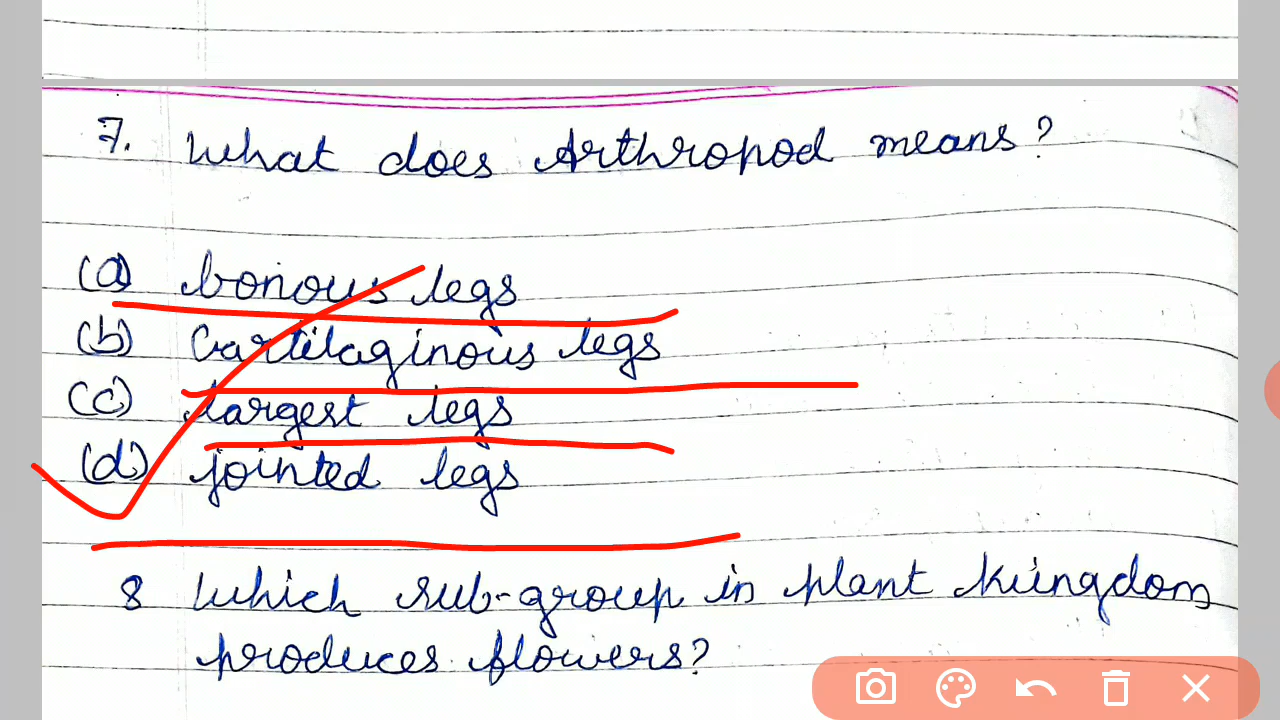 7. What does Arthropod means?
(a) bonous legs
(b) Cartilaginous legs
(c) largest legs
(d) jointed legs
8 Which sub-group in plant kingdom
produces flowers?